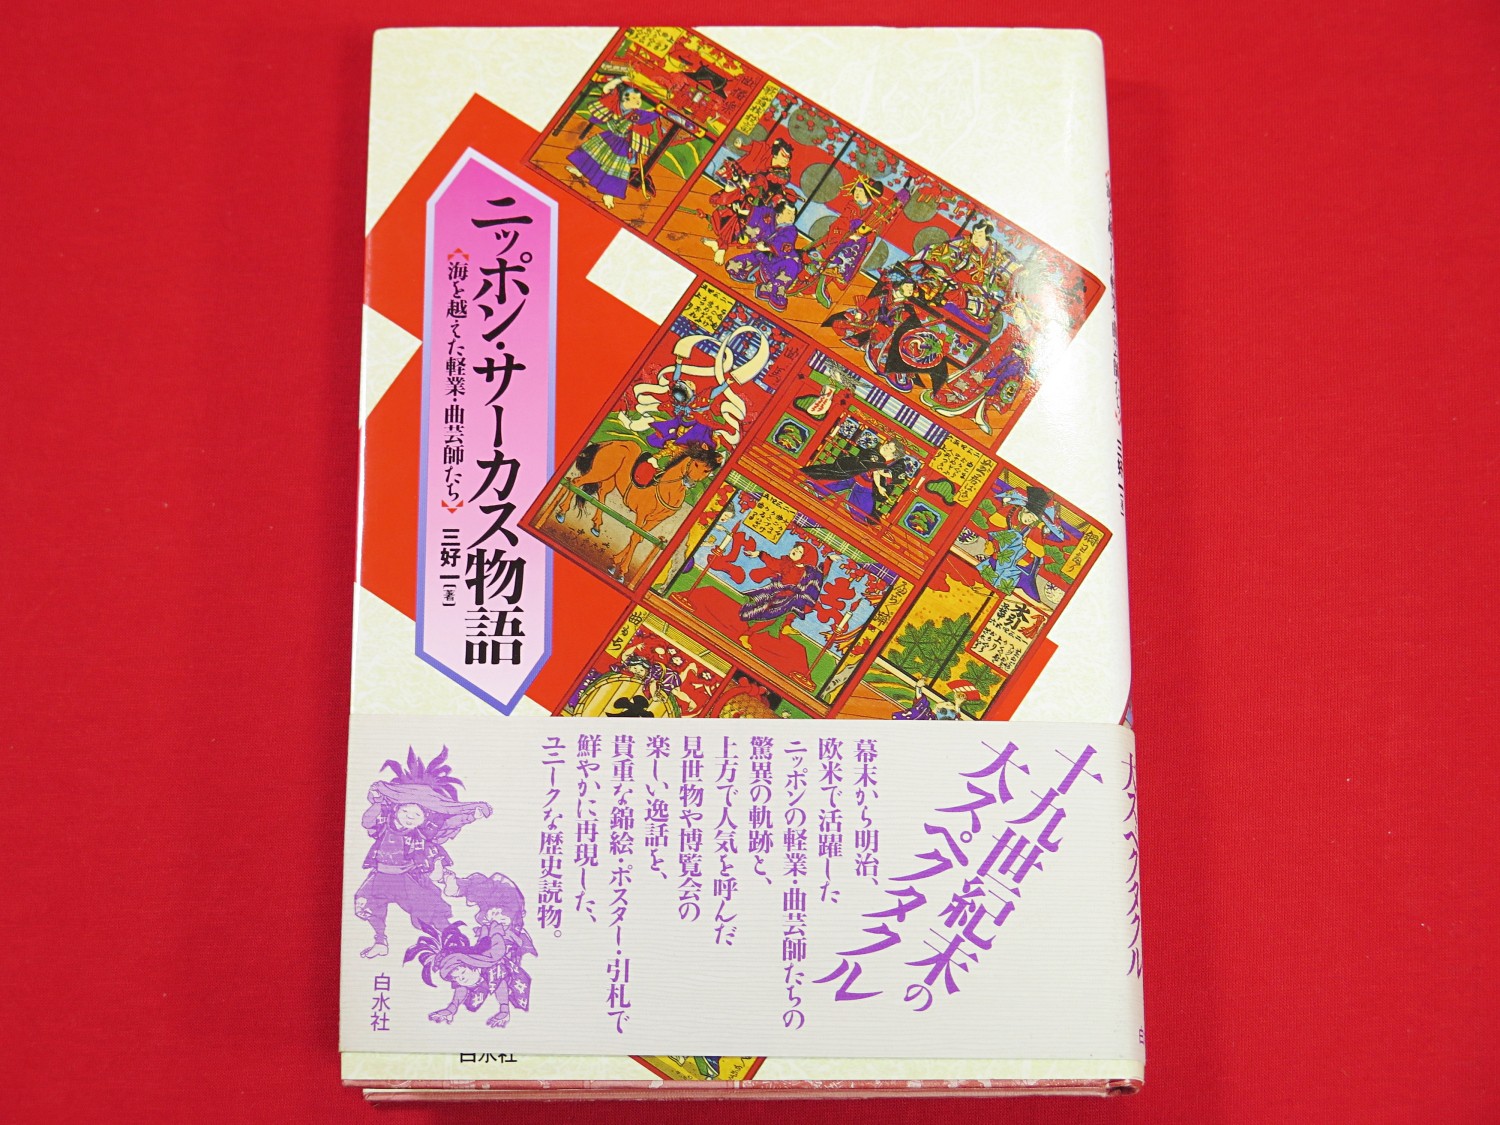 ニッポン・サーカス物語
《海を越えた軽業・曲芸師たち》
三好一[著]
十九世紀末の
大スペクタクル
幕末から明治、
欧米で活躍した
ニッポンの軽業・曲芸師たちの
驚異の軌跡と、
上方で人気を呼んだ
見世物や博覧会の
楽しい逸話を、
貴重な錦絵・ポスター・引札で
鮮やかに再現した、
ユニークな歴史読物。
白水社
白水社
大スペクタクル